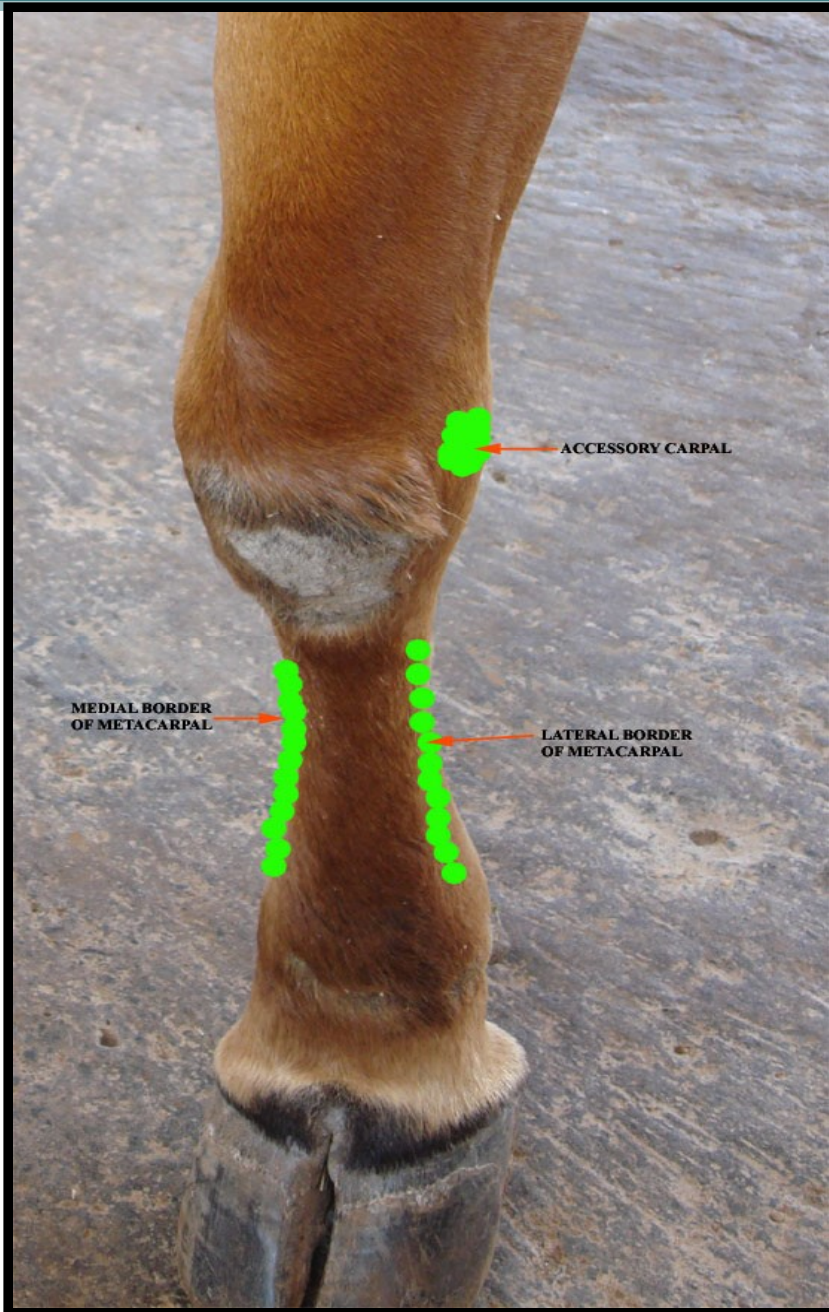 ACCESSORY CARPAL
MEDIAL BORDER
OF METACARPAL
LATERAL BORDER
OF METACARPAL